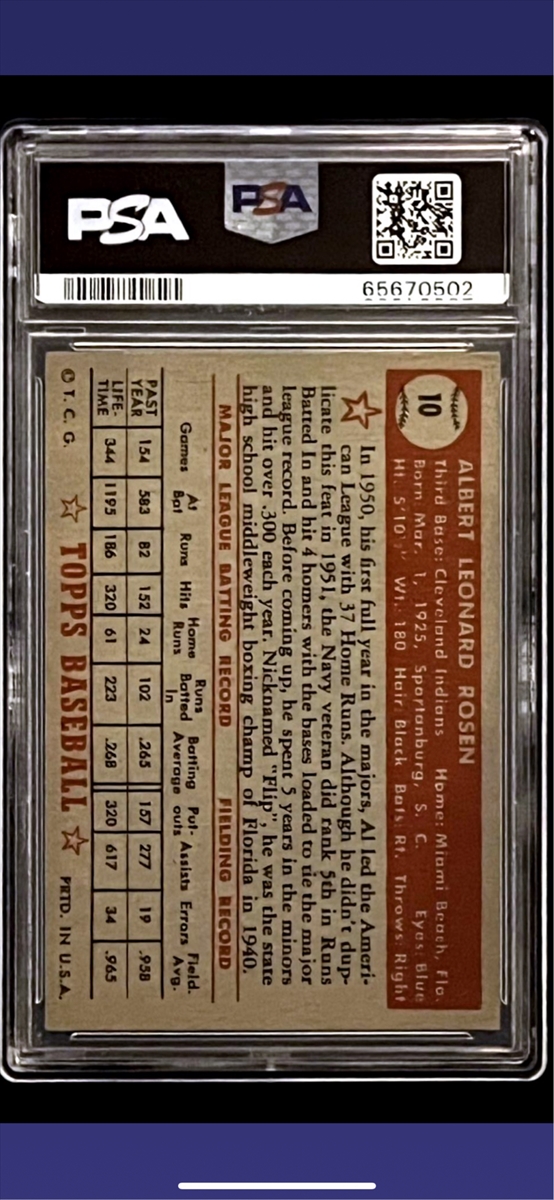 PSA
PSA
65670502
10
ALBERT LEONARD ROSEN
Third Base: Cleveland Indians Home: Miami Beach, Fla.
Born: Mar. 1, 1925, Spartanburg, S. C. Eyes: Blue
Ht.: 5'10½" Wt.: 180 Hair: Black Bats: Rt. Throws: Right
In 1950, his first full year in the majors, Al led the Ameri-
can League with 37 Home Runs. Although he didn't dup-
licate this feat in 1951, the Navy veteran did rank 5th in Runs
Batted In and hit 4 homers with the bases loaded to tie the major
league record. Before coming up, he spent 5 years in the minors
and hit over .300 each year. Nicknamed "Flip", he was the state
high school middleweight boxing champ of Florida in 1940.
MAJOR LEAGUE BATTING RECORD FIELDING RECORD
Games At Bat Runs Hits Home Runs Runs Batted In Batting Average Put-outs Assists Errors Field. Avg.
PAST YEAR 154 583 82 152 24 102 .265 157 277 19 .958
LIFE-TIME 344 1195 186 320 61 223 .268 320 617 34 .965
© T. C. G. TOPPS BASEBALL PRTD. IN U.S.A.